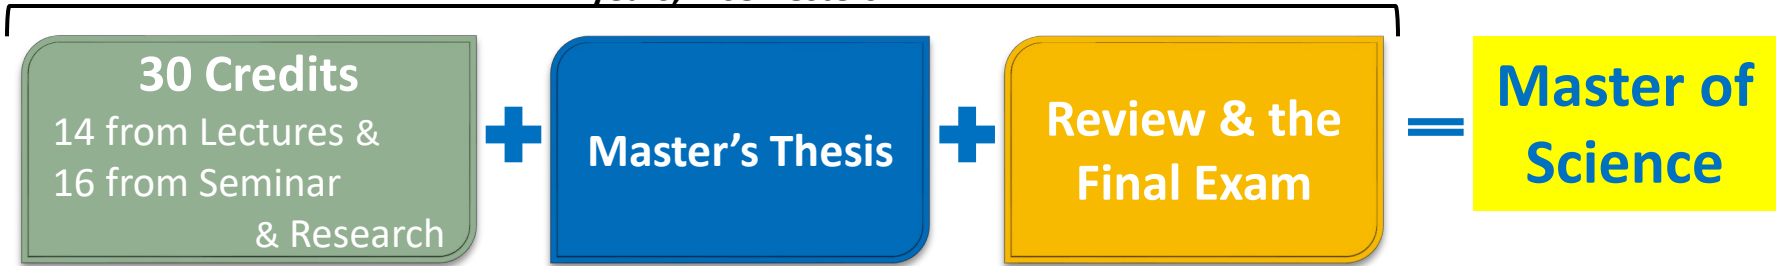 30 Credits
14 from Lectures &
16 from Seminar
& Research
Master's Thesis
Review & the
Final Exam
Master of
Science